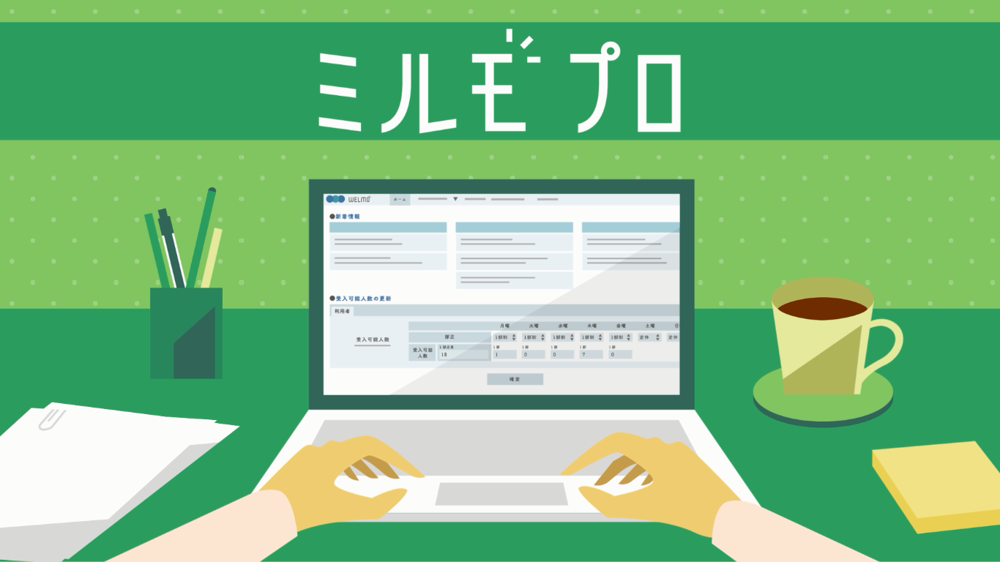 ミルモプロ
WELMO ホーム
●新着情報
●受入可能人数の更新
利用者
月曜 火曜 水曜 木曜 金曜 土曜 日
受入可能人数 部正 1部制 1部制 1部制 1部制 1部制 定休 定休
受入可能人数 1部定員 1部 1部 1部 1部 1部
18 1 0 0 7 0
確定